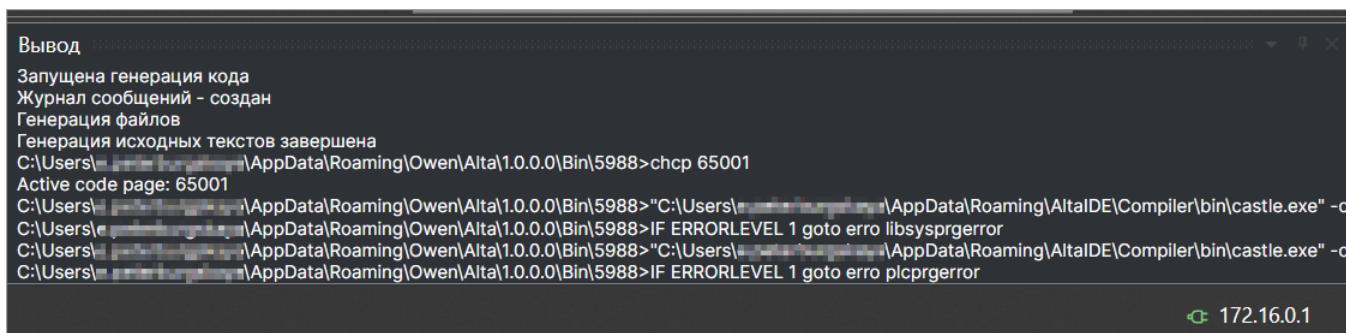 Вывод
Запущена генерация кода
Журнал сообщений - создан
Генерация файлов
Генерация исходных текстов завершена
C:\Users\ \AppData\Roaming\Owen\Alta\1.0.0.0\Bin\5988>chcp 65001
Active code page: 65001
C:\Users\ \AppData\Roaming\Owen\Alta\1.0.0.0\Bin\5988>"C:\Users\ \AppData\Roaming\AltaIDE\Compiler\bin\castle.exe" -c
C:\Users\ \AppData\Roaming\Owen\Alta\1.0.0.0\Bin\5988>IF ERRORLEVEL 1 goto erro libsysprgerror
C:\Users\ \AppData\Roaming\Owen\Alta\1.0.0.0\Bin\5988>"C:\Users\ \AppData\Roaming\AltaIDE\Compiler\bin\castle.exe" -c
C:\Users\ \AppData\Roaming\Owen\Alta\1.0.0.0\Bin\5988>IF ERRORLEVEL 1 goto erro plcprgerror
172.16.0.1